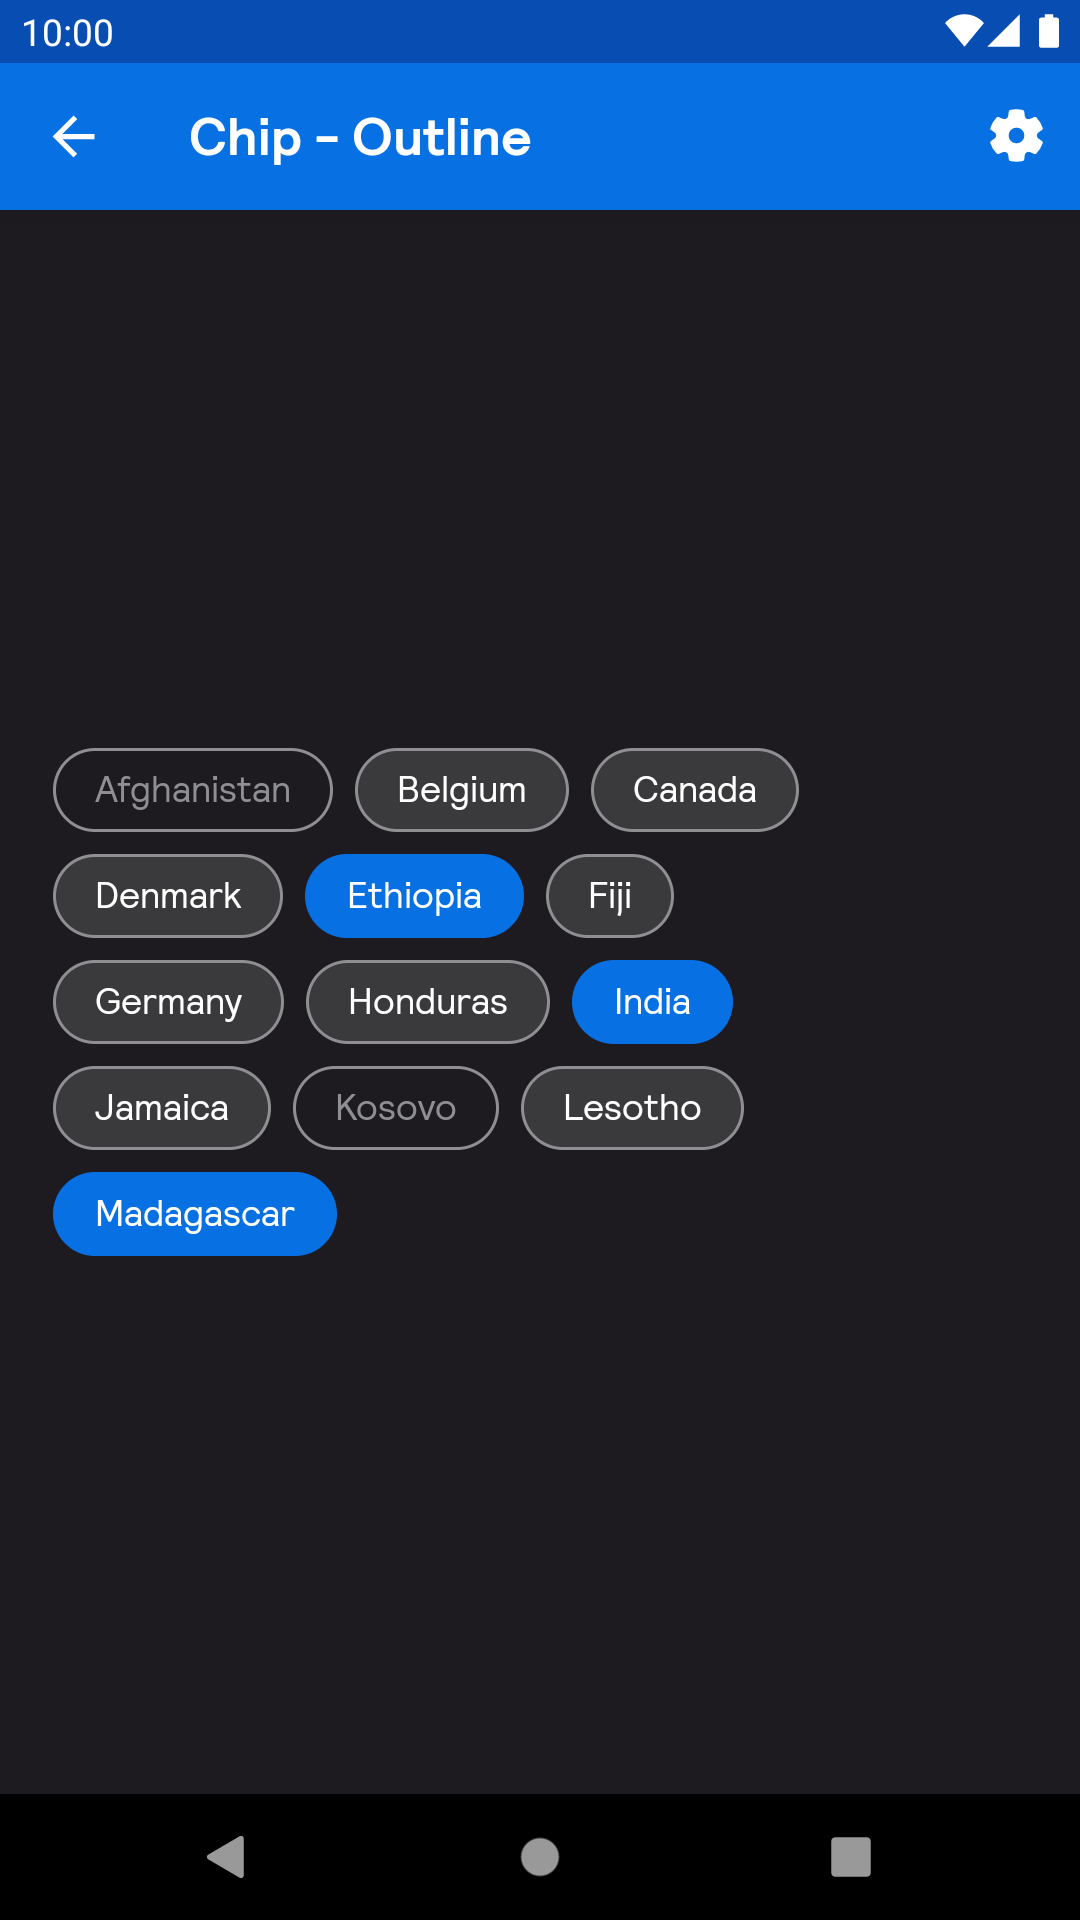 10:00
Chip - Outline
Afghanistan Belgium Canada
Denmark Ethiopia Fiji
Germany Honduras India
Jamaica Kosovo Lesotho
Madagascar